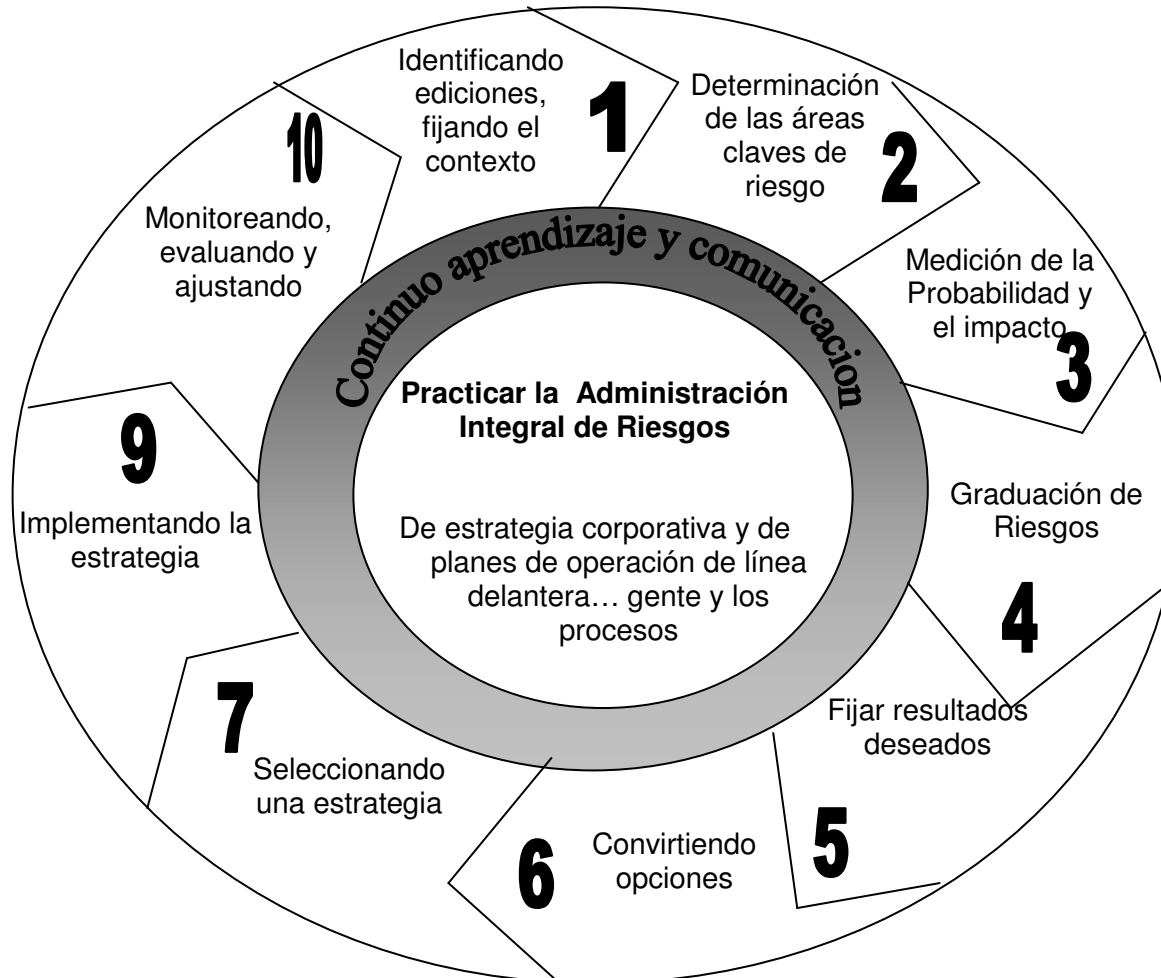 Identificando
ediciones,
fijando el
contexto
1
Determinación
de las áreas
claves de
riesgo
2
Medición de la
Probabilidad y
el impacto
3
Graduación de
Riesgos
4
Fijar resultados
deseados
5
Convirtiendo
opciones
6
7
Seleccionando
una estrategia
9
Implementando la
estrategia
10
Monitoreando,
evaluando y
ajustando
Continuo aprendizaje y comunicacion
Practicar la Administración
Integral de Riesgos
De estrategia corporativa y de
planes de operación de línea
delantera… gente y los
procesos